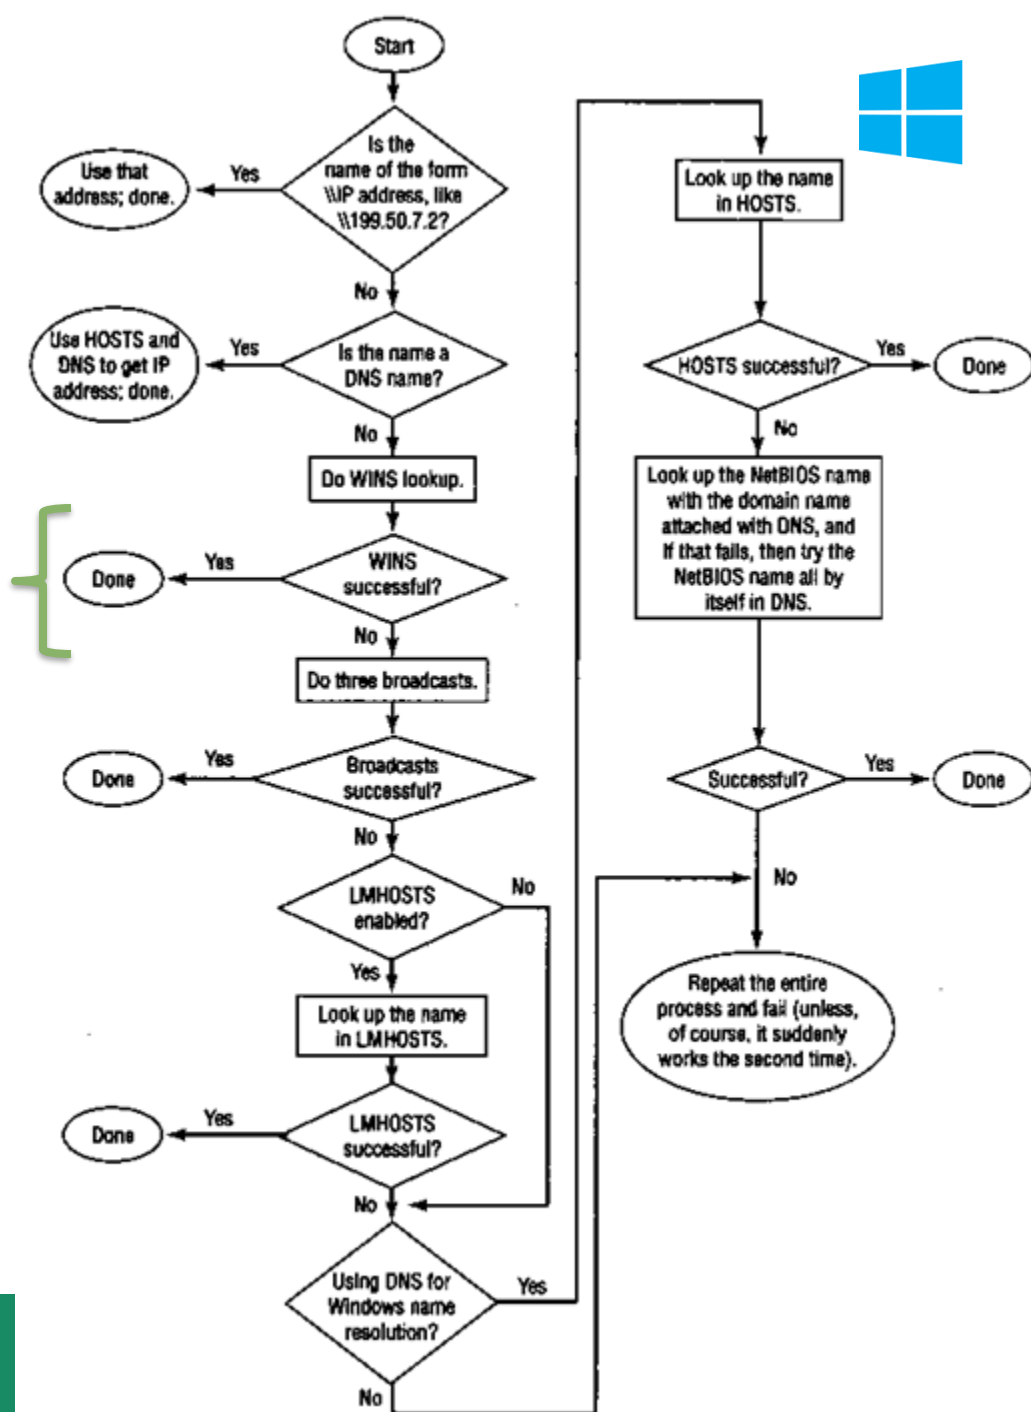 Start
Is the
name of the form
\\IP address, like
\\199.50.7.2?
Yes
Use that
address; done.
No
Is the name a
DNS name?
Yes
Use HOSTS and
DNS to get IP
address; done.
No
Do WINS lookup.
WINS
successful?
Yes
Done
No
Do three broadcasts.
Broadcasts
successful?
Yes
Done
No
LMHOSTS
enabled?
No
Yes
Look up the name
in LMHOSTS.
LMHOSTS
successful?
Yes
Done
No
Using DNS for
Windows name
resolution?
Yes
No
Look up the name
in HOSTS.
HOSTS successful?
Yes
Done
No
Look up the NetBIOS name
with the domain name
attached with DNS, and
if that fails, then try the
NetBIOS name all by
itself in DNS.
Successful?
Yes
Done
No
Repeat the entire
process and fail (unless,
of course, it suddenly
works the second time).